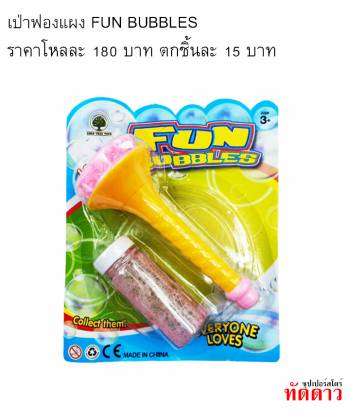 เป่าฟองแผง FUN BUBBLES
ราคาโหลละ 180 บาท ตกชิ้นละ 15 บาท
AGES
3+
FUN
BUBBLES
Collect them!
EVERYONE
LOVES
CE MADE IN CHINA
ซุปเปอร์สโตร์
ทัดดาว